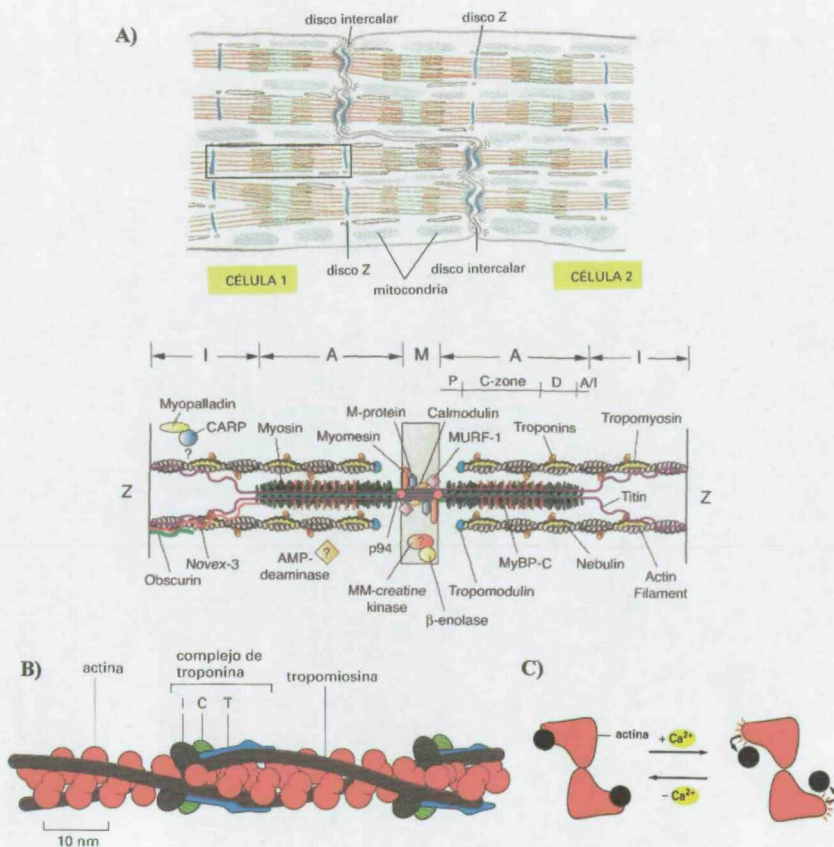 A)
disco intercalar
disco Z
disco Z
mitocondria
disco intercalar
CÉLULA 1
CÉLULA 2
I
A
M
A
I
P
C-zone
D
A/I
Myopalladin
CARP
?
Myosin
M-protein
Myomesin
Calmodulin
MURF-1
Troponins
Tropomyosin
Z
Z
Titin
Novex-3
Obscurin
AMP-
deaminase
?
p94
?
MM-creatine
kinase
β-enolase
Tropomodulin
MyBP-C
Nebulin
Actin
Filament
B)
actina
complejo de
troponina
I C T
tropomiosina
10 nm
C)
actina
+ Ca²⁺
− Ca²⁺